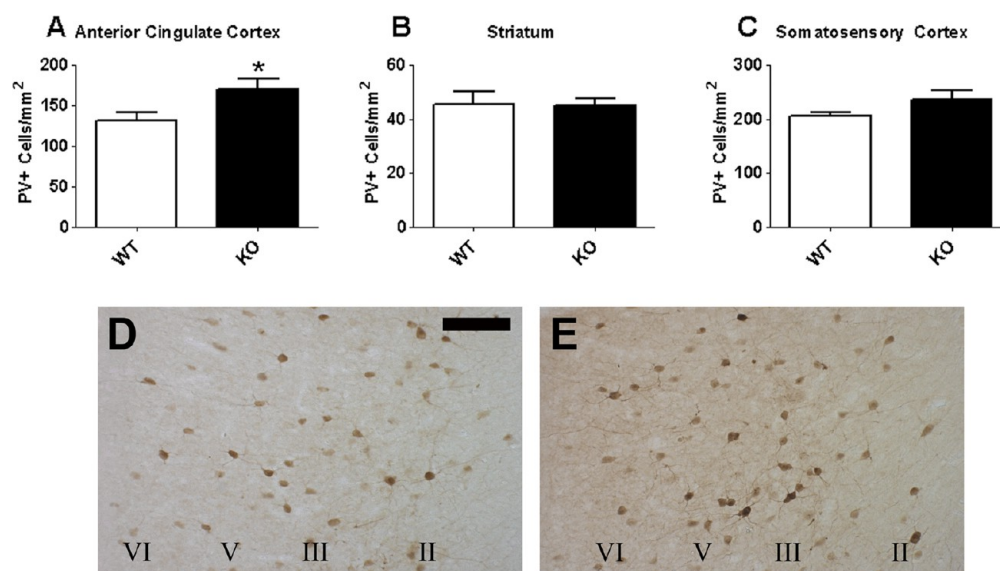 A Anterior Cingulate Cortex
200
150
100
50
0
PV+ Cells/mm²
*
WT
KO
B Striatum
60
40
20
0
PV+ Cells/mm²
WT
KO
C Somatosensory Cortex
300
200
100
0
PV+ Cells/mm²
WT
KO
D
VI V III II
E
VI V III II